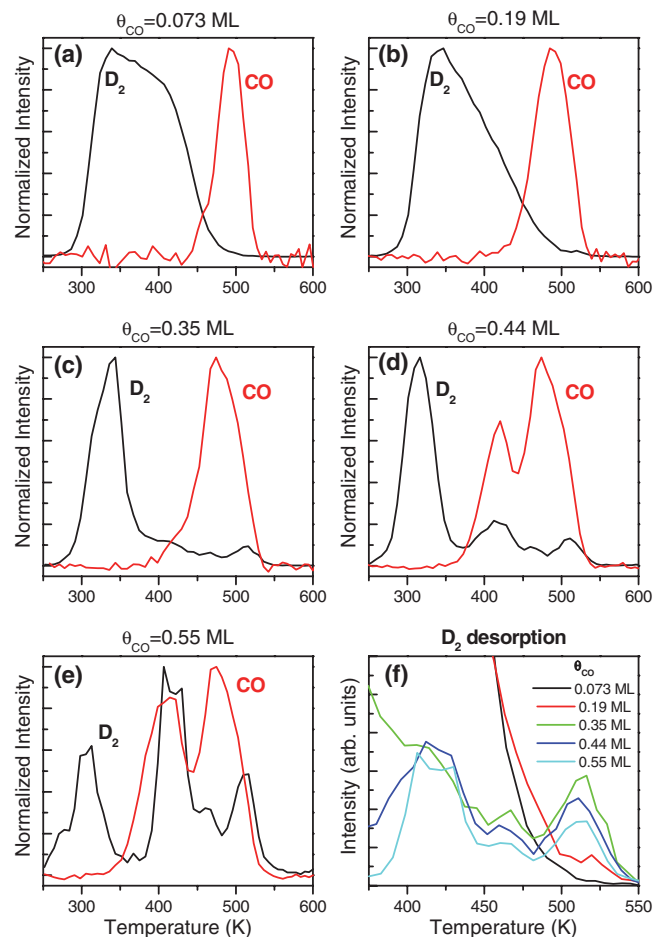 θCO=0.073 ML
θCO=0.19 ML
(a)
D2
CO
Normalized Intensity
300 400 500 600
(b)
D2
CO
Normalized Intensity
300 400 500 600
θCO=0.35 ML
θCO=0.44 ML
(c)
D2
CO
Normalized Intensity
300 400 500 600
(d)
D2
CO
Normalized Intensity
300 400 500 600
θCO=0.55 ML
D2 desorption
(e)
D2
CO
Normalized Intensity
300 400 500 600
Temperature (K)
(f)
θCO
0.073 ML
0.19 ML
0.35 ML
0.44 ML
0.55 ML
Intensity (arb. units)
400 450 500 550
Temperature (K)